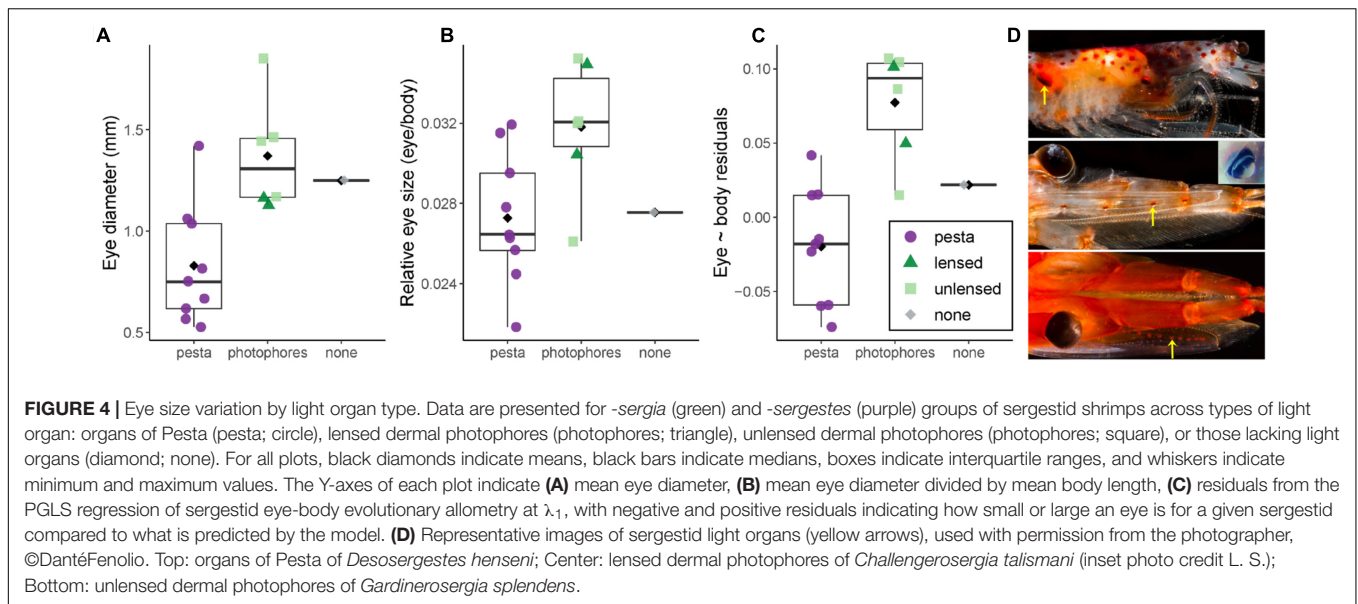 A
B
C
D
Eye diameter (mm)
1.5
1.0
0.5
pesta photophores none
Relative eye size (eye/body)
0.032
0.028
0.024
pesta photophores none
Eye ~ body residuals
0.10
0.05
0.00
−0.05
pesta photophores none
pesta
lensed
unlensed
none
FIGURE 4 | Eye size variation by light organ type. Data are presented for -sergia (green) and -sergestes (purple) groups of sergestid shrimps across types of light
organ: organs of Pesta (pesta; circle), lensed dermal photophores (photophores; triangle), unlensed dermal photophores (photophores; square), or those lacking light
organs (diamond; none). For all plots, black diamonds indicate means, black bars indicate medians, boxes indicate interquartile ranges, and whiskers indicate
minimum and maximum values. The Y-axes of each plot indicate (A) mean eye diameter, (B) mean eye diameter divided by mean body length, (C) residuals from the
PGLS regression of sergestid eye-body evolutionary allometry at λ₁, with negative and positive residuals indicating how small or large an eye is for a given sergestid
compared to what is predicted by the model. (D) Representative images of sergestid light organs (yellow arrows), used with permission from the photographer,
©DantéFenolio. Top: organs of Pesta of Desosergestes henseni; Center: lensed dermal photophores of Challengerosergia talismani (inset photo credit L. S.);
Bottom: unlensed dermal photophores of Gardinerosergia splendens.